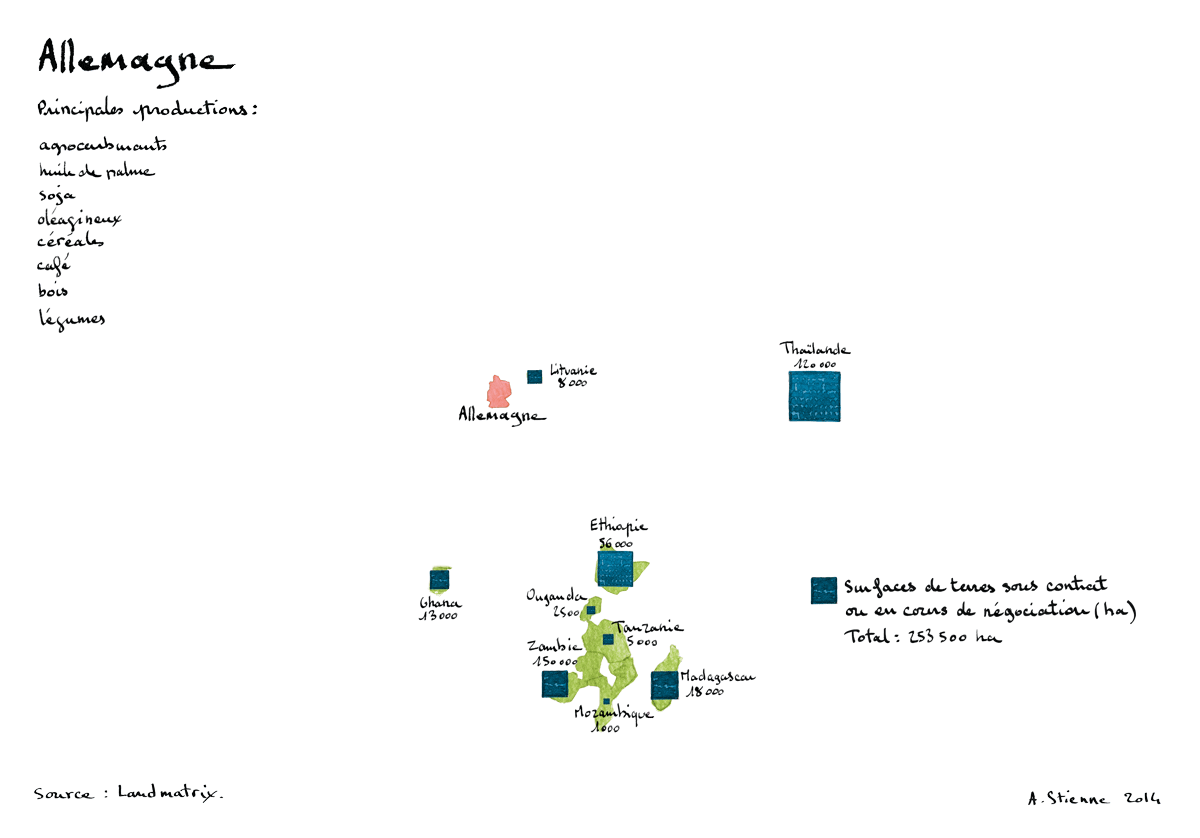 Allemagne
Principales productions :
agrocarburants
huile de palme
soja
oléagineux
céréales
café
bois
légumes
Thaïlande
120 000
Lituanie
8 000
Allemagne
Ethiopie
56 000
Ghana
13 000
Ouganda
2500
Tanzanie
5 000
Zambie
150 000
Madagascar
18 000
Mozambique
1000
Surfaces de terres sous contrat
ou en cours de négociation (ha)
Total : 253 500 ha
Source : Landmatrix.
A. Stienne 2014